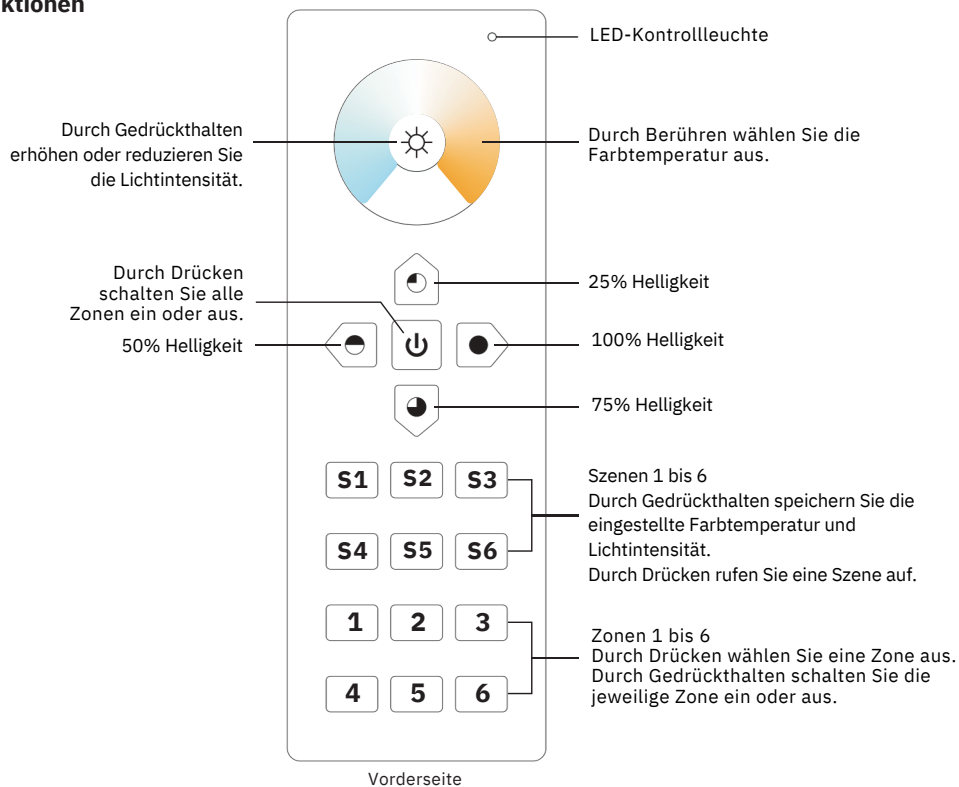 LED-Kontrollleuchte
Durch Gedrückthalten
erhöhen oder reduzieren Sie
die Lichtintensität.
Durch Berühren wählen Sie die
Farbtemperatur aus.
Durch Drücken
schalten Sie alle
Zonen ein oder aus.
25% Helligkeit
50% Helligkeit
100% Helligkeit
75% Helligkeit
S1 S2 S3
S4 S5 S6
Szenen 1 bis 6
Durch Gedrückthalten speichern Sie die
eingestellte Farbtemperatur und
Lichtintensität.
Durch Drücken rufen Sie eine Szene auf.
1 2 3
4 5 6
Zonen 1 bis 6
Durch Drücken wählen Sie eine Zone aus.
Durch Gedrückthalten schalten Sie die
jeweilige Zone ein oder aus.
Vorderseite